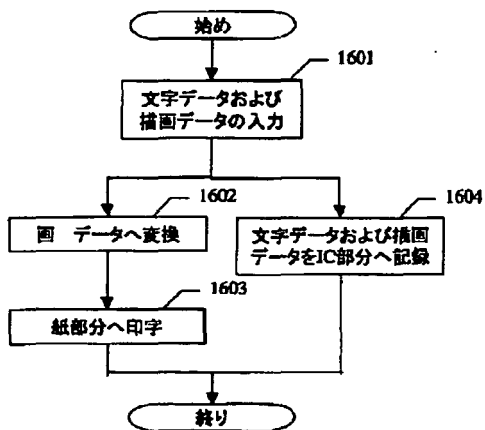 始め
1601
文字データおよび
描画データの入力
1602
画 データへ変換
1604
文字データおよび描画
データをIC部分へ記録
1603
紙部分へ印字
終り